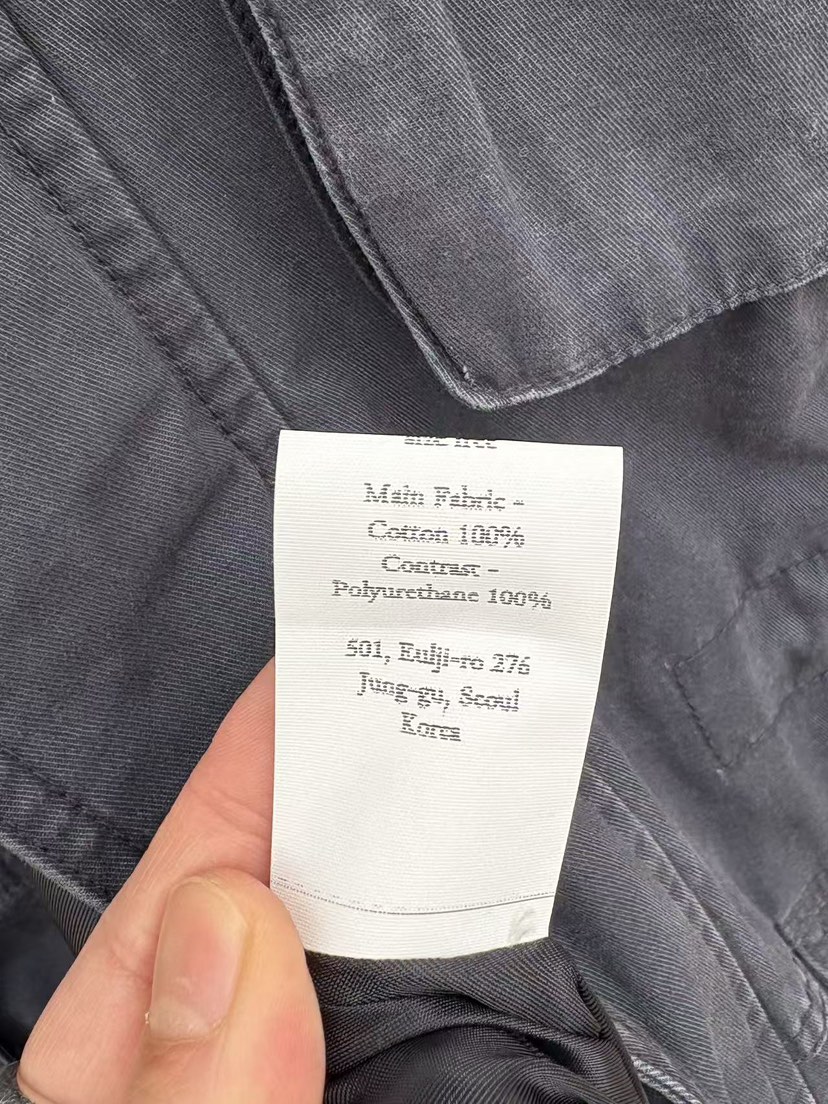 Main Fabric -
Cotton 100%
Contrast -
Polyurethane 100%
501, Eulji-ro 276
Jung-gu, Seoul
Korea